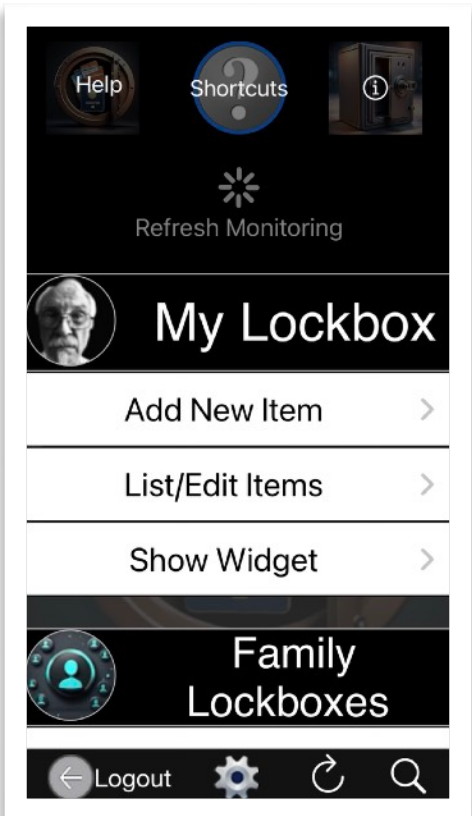 Help
Shortcuts
Refresh Monitoring
My Lockbox
Add New Item
List/Edit Items
Show Widget
Family
Lockboxes
Logout